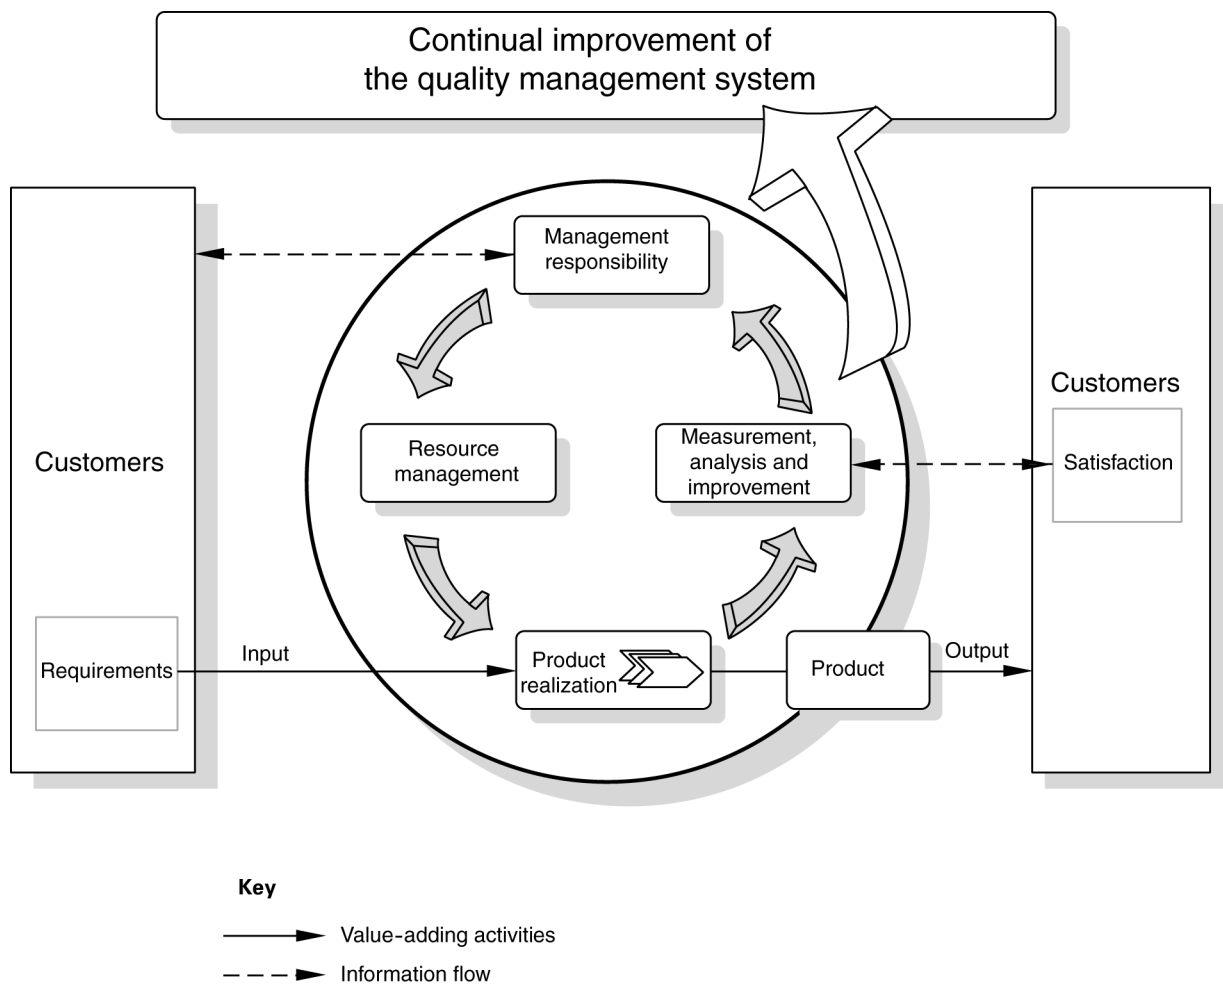 Continual improvement of
the quality management system
Management
responsibility
Customers
Customers
Resource
management
Measurement,
analysis and
improvement
Satisfaction
Requirements
Input
Product
realization
Product
Output
Key
Value-adding activities
Information flow